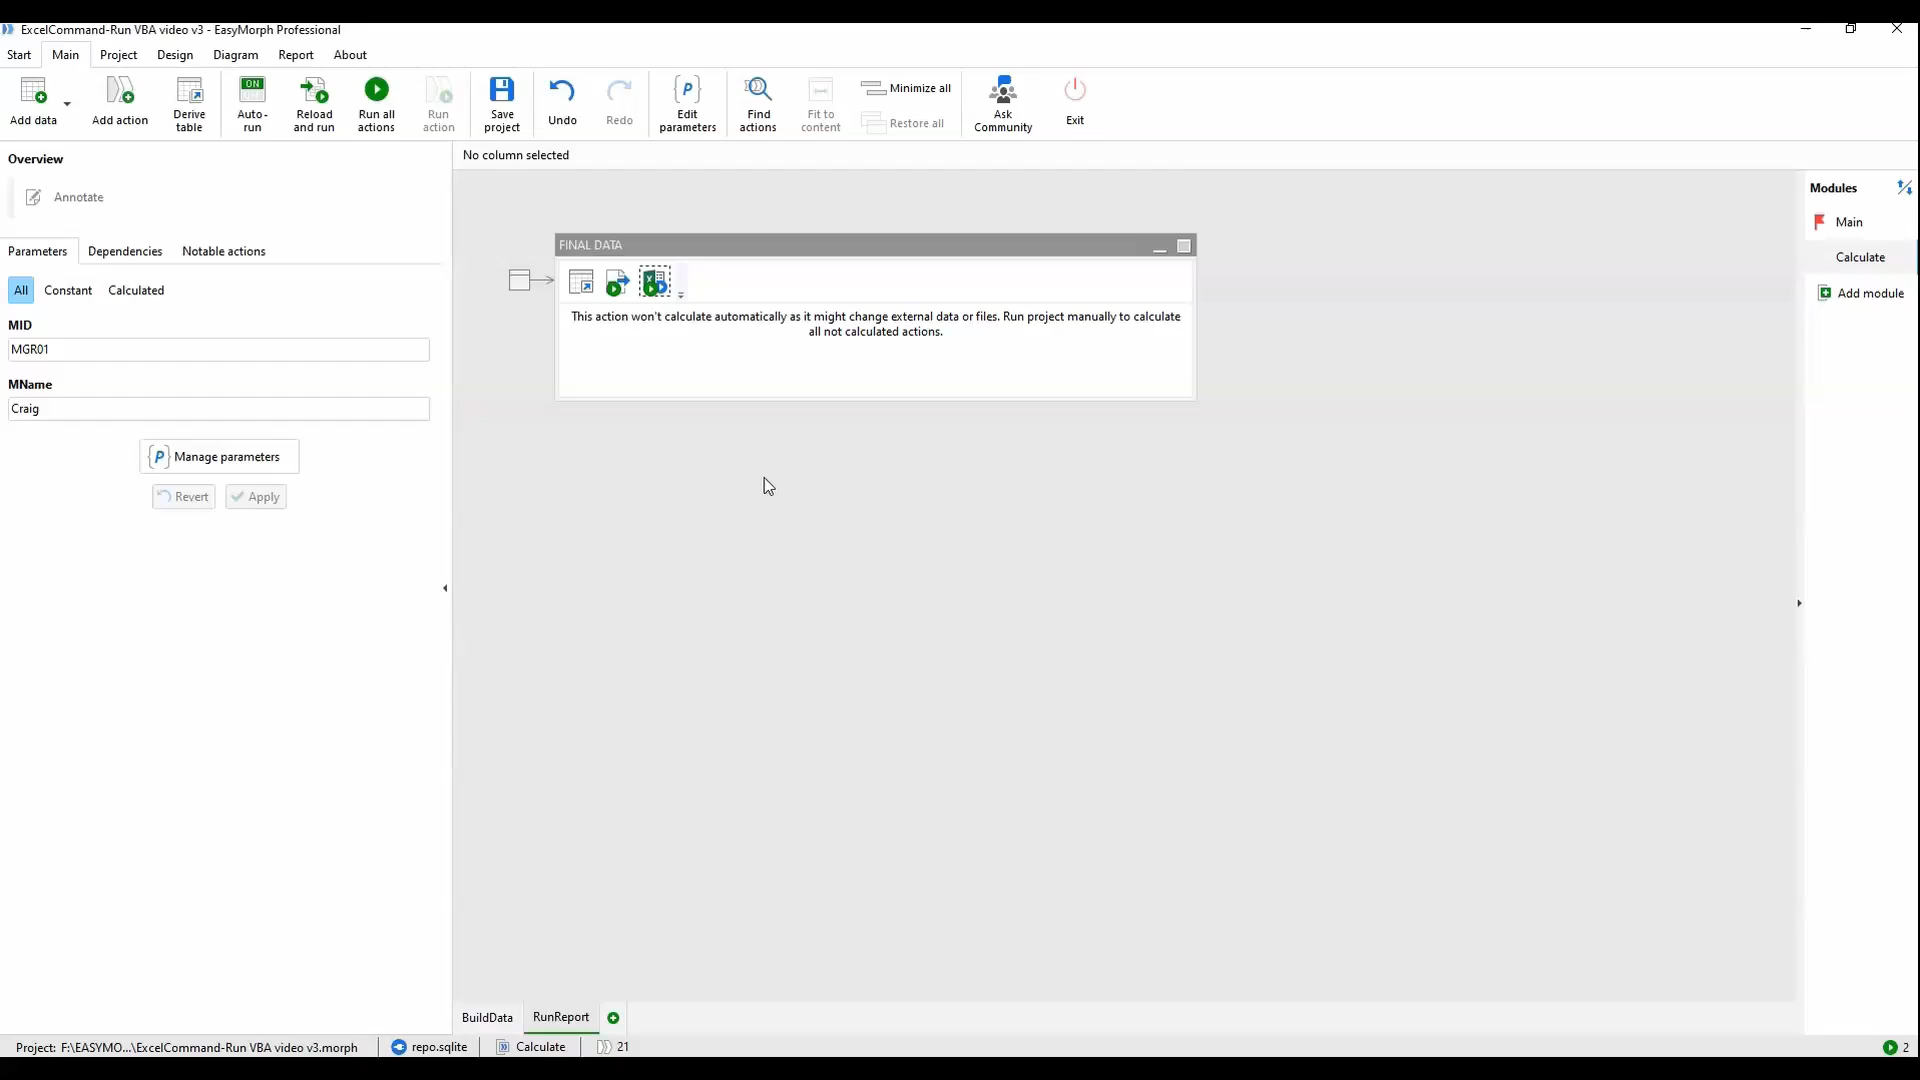 ExcelCommand-Run VBA video v3 - EasyMorph Professional
Start Main Project Design Diagram Report About
Add data
Add action
Derive
table
ON
Auto-
run
Reload
and run
Run all
actions
Run
action
Save
project
Undo
Redo
P
Edit
parameters
Find
actions
Fit to
content
Minimize all
Restore all
Ask
Community
Exit
Overview
Annotate
Parameters Dependencies Notable actions
All Constant Calculated
MID
MGR01
MName
Craig
P Manage parameters
Revert Apply
No column selected
FINAL DATA
This action won't calculate automatically as it might change external data or files. Run project manually to calculate
all not calculated actions.
Modules
Main
Calculate
Add module
BuildData RunReport
Project: F:\EASYMO...\ExcelCommand-Run VBA video v3.morph repo.sqlite Calculate 21 2